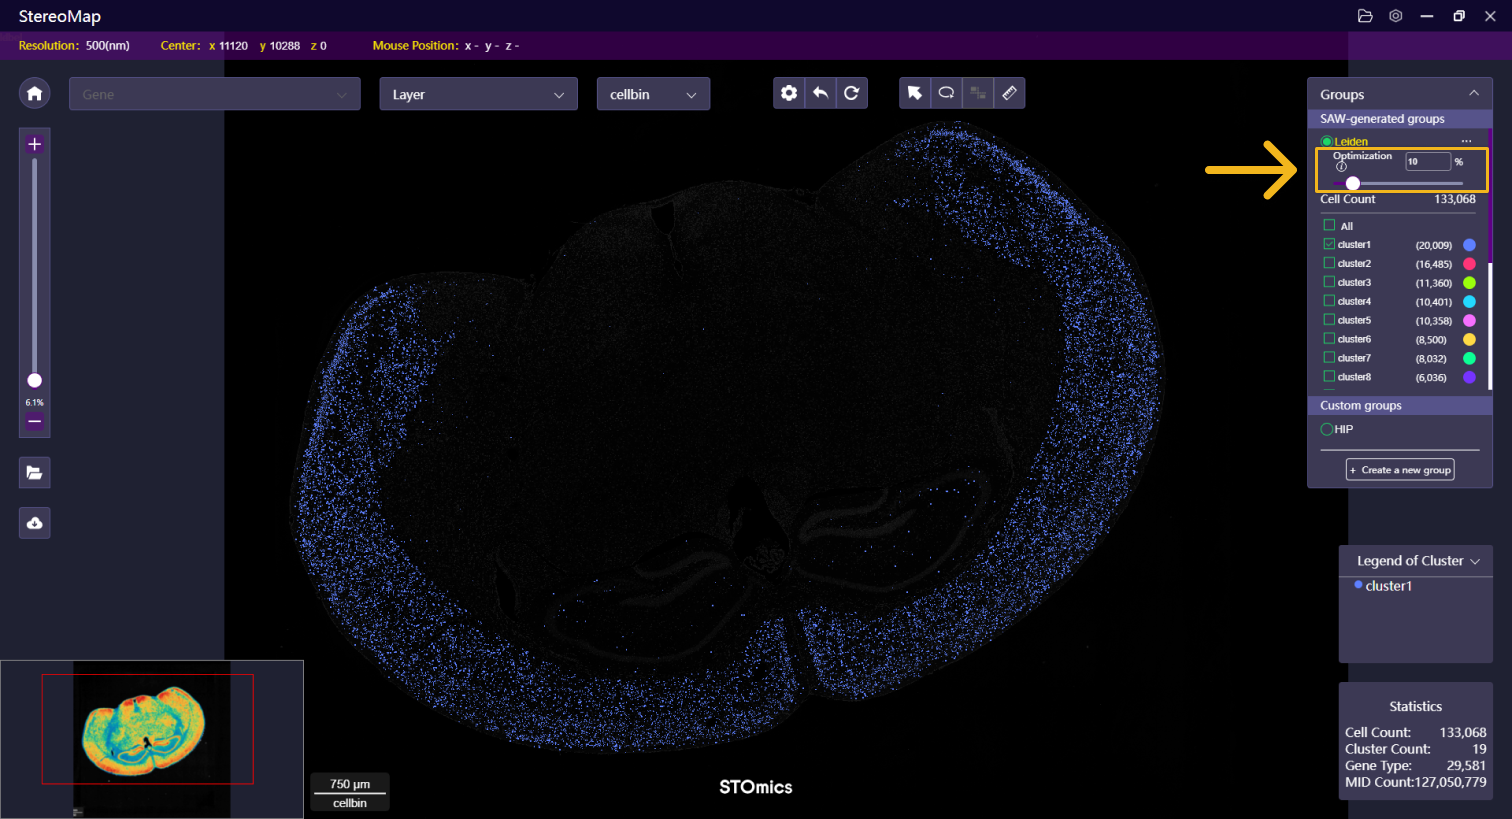 StereoMap
Resolution: 500(nm) Center: x 11120 y 10288 z 0 Mouse Position: x - y - z -
Gene Layer cellbin
Groups
SAW-generated groups
Leiden ...
Optimization 10 %
Cell Count 133,068
All
cluster1 (20,009)
cluster2 (16,485)
cluster3 (11,360)
cluster4 (10,401)
cluster5 (10,358)
cluster6 (8,500)
cluster7 (8,032)
cluster8 (6,036)
Custom groups
HIP
+ Create a new group
6.1%
Legend of Cluster
cluster1
Statistics
Cell Count: 133,068
Cluster Count: 19
Gene Type: 29,581
MID Count:127,050,779
750 μm
cellbin
STOmics